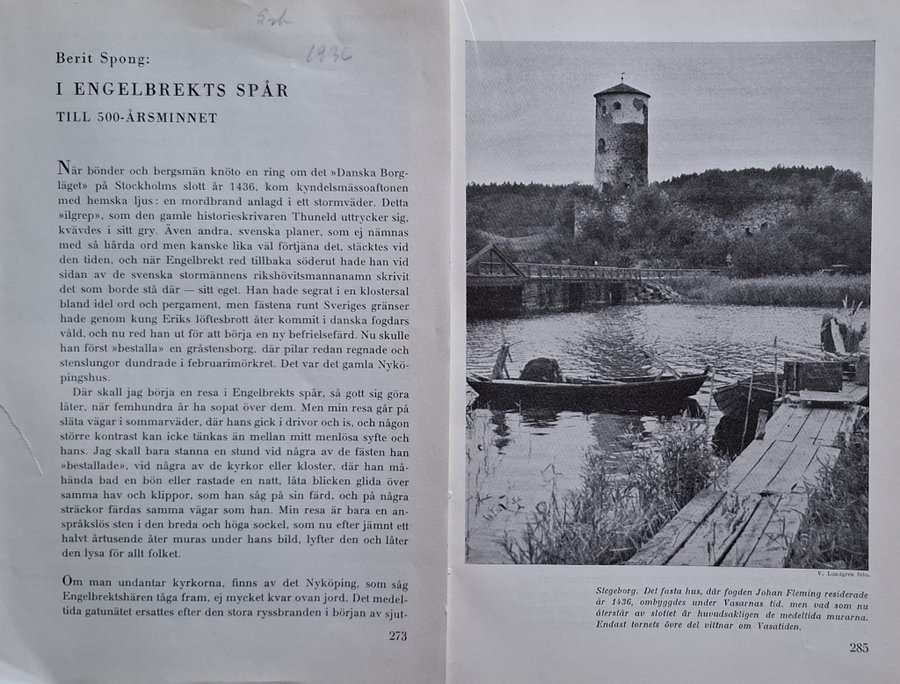 1936
Berit Spong:
I ENGELBREKTS SPÅR
TILL 500-ÅRSMINNET
När bönder och bergsmän knöto en ring om det »Danska Borg-
läget» på Stockholms slott år 1436, kom kyndelsmässoaftonen
med hemska ljus: en mordbrand anlagd i ett stormväder. Detta
»ilgrep», som den gamle historieskrivaren Thuneld uttrycker sig,
kvävdes i sitt gry. Även andra, svenska planer, som ej nämnas
med så hårda ord men kanske lika väl förtjäna det, stäcktes vid
den tiden, och när Engelbrekt red tillbaka söderut hade han vid
sidan av de svenska stormännens rikshövitsmannanamn skrivit
det som borde stå där — sitt eget. Han hade segrat i en klostersal
bland idel ord och pergament, men fästena runt Sveriges gränser
hade genom kung Eriks löftesbrott åter kommit i danska fogdars
våld, och nu red han ut för att börja en ny befrielsefärd. Nu skulle
han först »bestalla» en gråstensborg, där pilar redan regnade och
stenslungor dundrade i februarimörkret. Det var det gamla Nykö-
pingshus.
Där skall jag börja en resa i Engelbrekts spår, så gott sig göra
låter, när femhundra år ha sopat över dem. Men min resa går på
släta vägar i sommarväder, där hans gick i drivor och is, och någon
större kontrast kan icke tänkas än mellan mitt menlösa syfte och
hans. Jag skall bara stanna en stund vid några av de fästen han
»bestallade», vid några av de kyrkor eller kloster, där han må-
hända bad en bön eller rastade en natt, låta blicken glida över
samma hav och klippor, som han såg på sin färd, och på några
sträckor färdas samma vägar som han. Min resa är bara en an-
språkslös sten i den breda och höga sockel, som nu efter jämnt ett
halvt årtusende åter muras under hans bild, lyfter den och låter
den lysa för allt folket.
Om man undantar kyrkorna, finns av det Nyköping, som såg
Engelbrektshären tåga fram, ej mycket kvar ovan jord. Det medel-
tida gatunätet ersattes efter den stora ryssbranden i början av sjut-
273
V. Lundgren foto.
Stegeborg. Det fasta hus, där fogden Johan Fleming residerade
år 1436, ombyggdes under Vasarnas tid, men vad som nu
återstår av slottet är huvudsakligen de medeltida murarna.
Endast tornets övre del vittnar om Vasatiden.
285